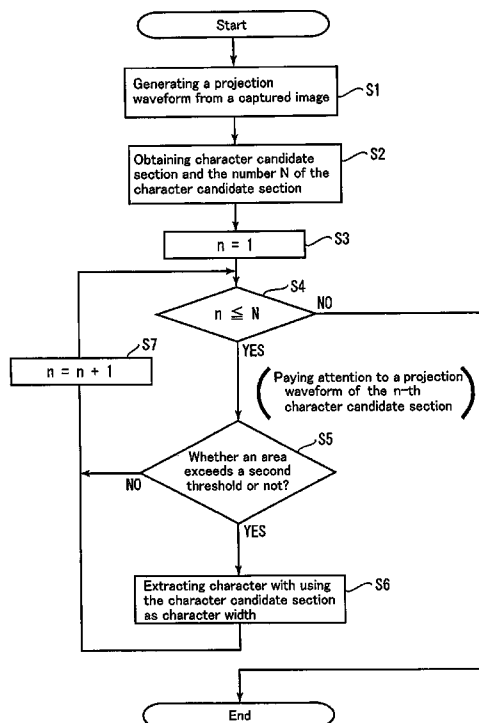 Start
Generating a projection
waveform from a captured image
S1
Obtaining character candidate
section and the number N of the
character candidate section
S2
n = 1
S3
n ≦ N
S4
NO
YES
S7
n = n + 1
(Paying attention to a projection
waveform of the n-th
character candidate section)
Whether an area
exceeds a second
threshold or not?
S5
NO
YES
Extracting character with using
the character candidate section
as character width
S6
End